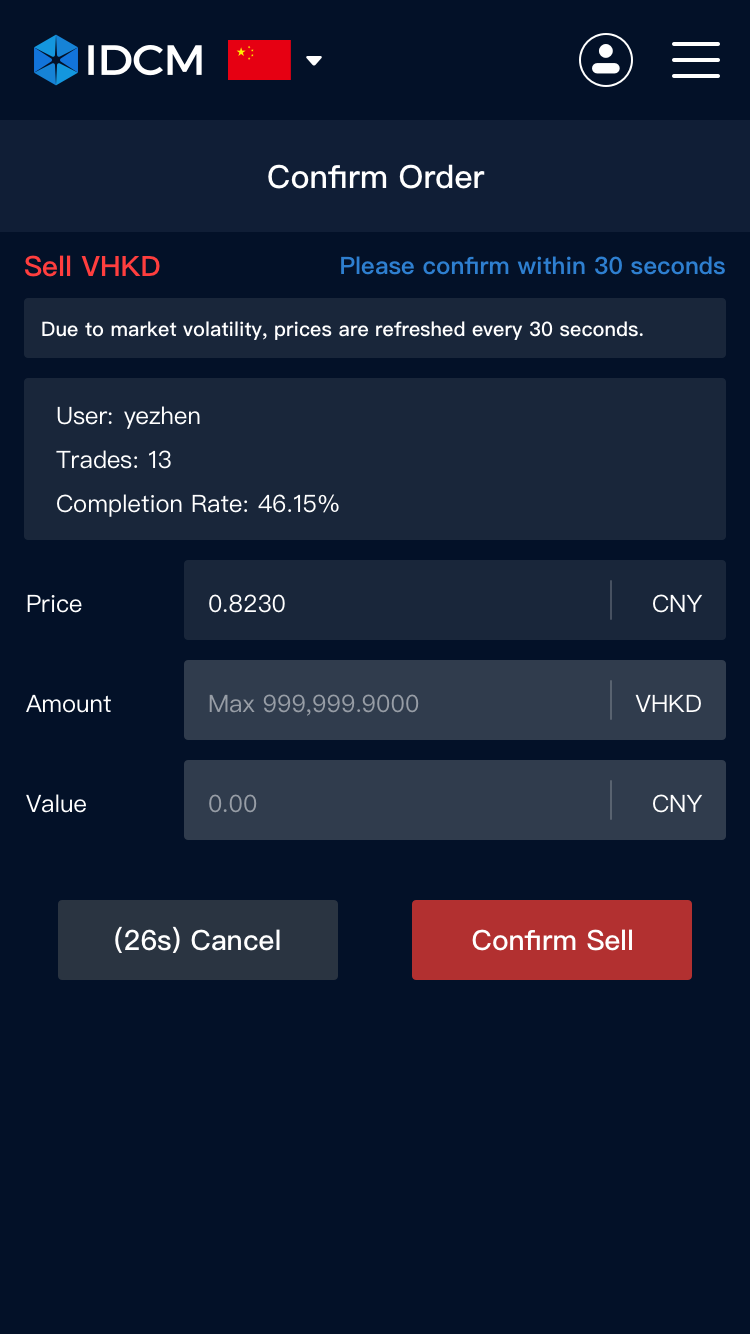 IDCM
Confirm Order
Sell VHKD
Please confirm within 30 seconds
Due to market volatility, prices are refreshed every 30 seconds.
User: yezhen
Trades: 13
Completion Rate: 46.15%
Price 0.8230 CNY
Amount Max 999,999.9000 VHKD
Value 0.00 CNY
(26s) Cancel
Confirm Sell